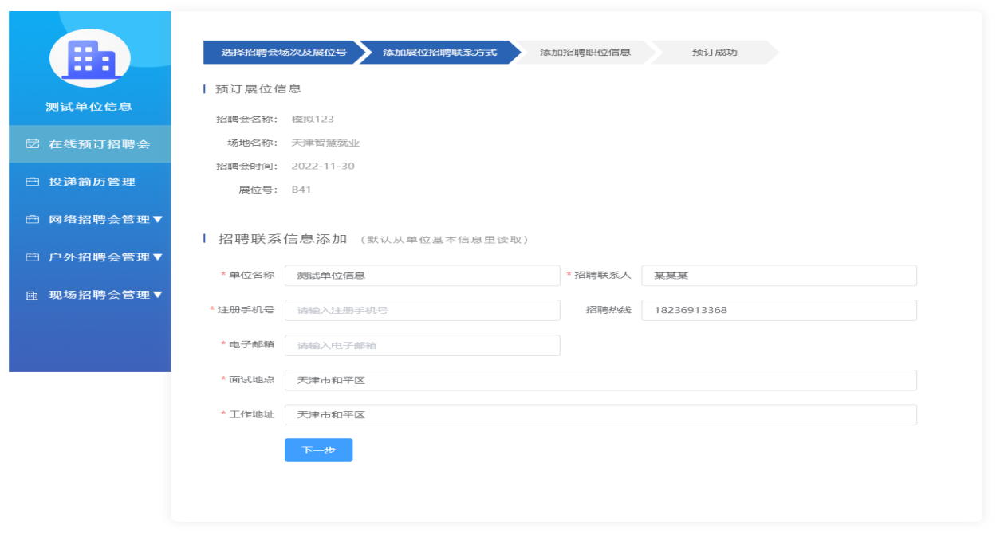 测试单位信息
在线预订招聘会
投递简历管理
网络招聘会管理▼
户外招聘会管理▼
现场招聘会管理▼
选择招聘会场次及展位号 添加展位招聘联系方式 添加招聘职位信息 预订成功
预订展位信息
招聘会名称： 模拟123
场地名称： 天津智慧就业
招聘会时间： 2022-11-30
展位号： B41
招聘联系信息添加 （默认从单位基本信息里读取）
* 单位名称 测试单位信息 * 招聘联系人 某某某
* 注册手机号 请输入注册手机号 招聘热线 18236913368
* 电子邮箱 请输入电子邮箱
* 面试地点 天津市和平区
* 工作地址 天津市和平区
下一步